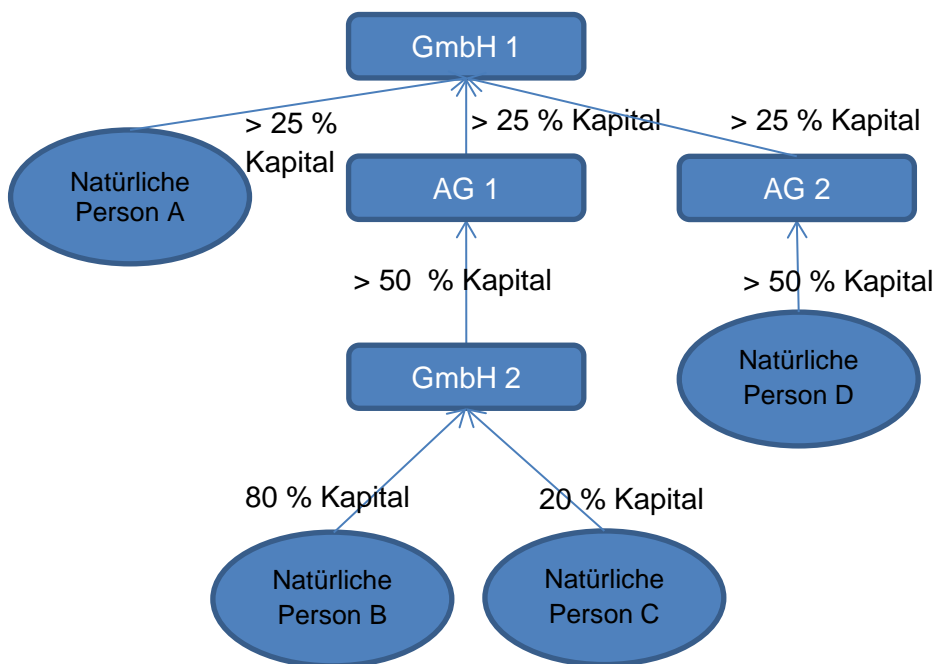 GmbH 1
> 25 %
Kapital
> 25 % Kapital
> 25 % Kapital
Natürliche
Person A
AG 1
AG 2
> 50  % Kapital
> 50 % Kapital
GmbH 2
Natürliche
Person D
80 % Kapital
20 % Kapital
Natürliche
Person B
Natürliche
Person C